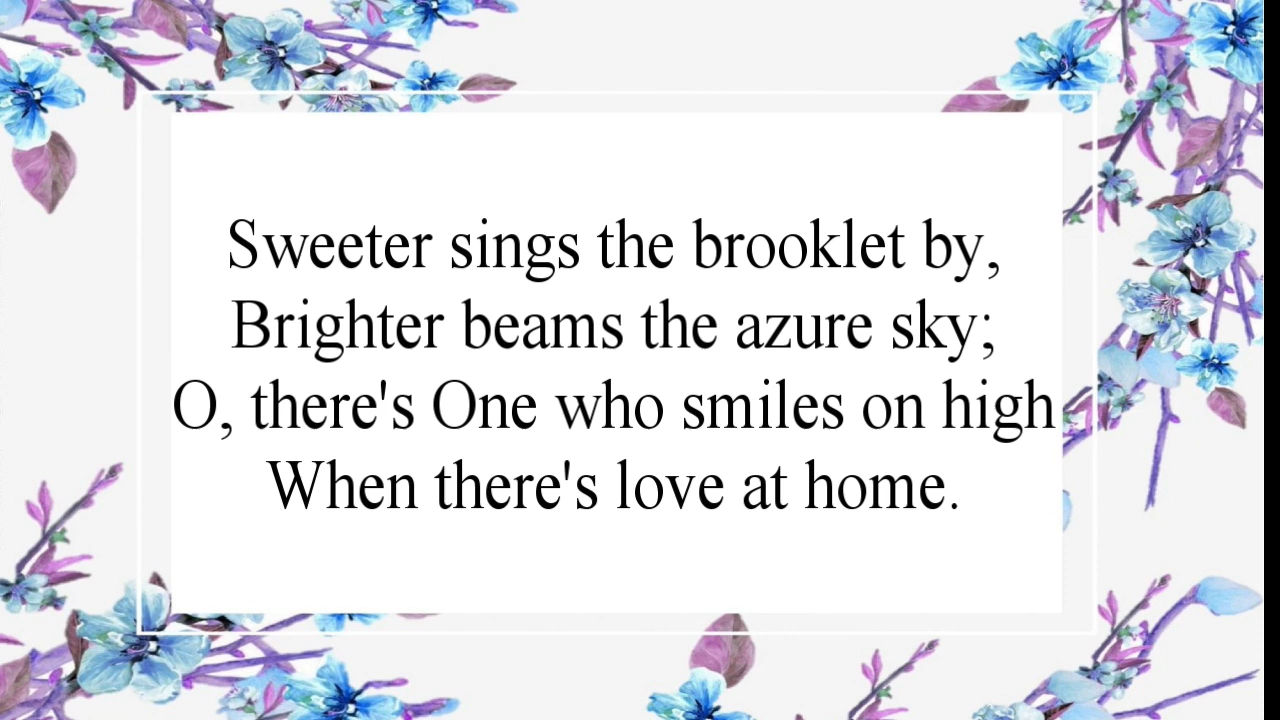 Sweeter sings the brooklet by,
Brighter beams the azure sky;
O, there's One who smiles on high
When there's love at home.